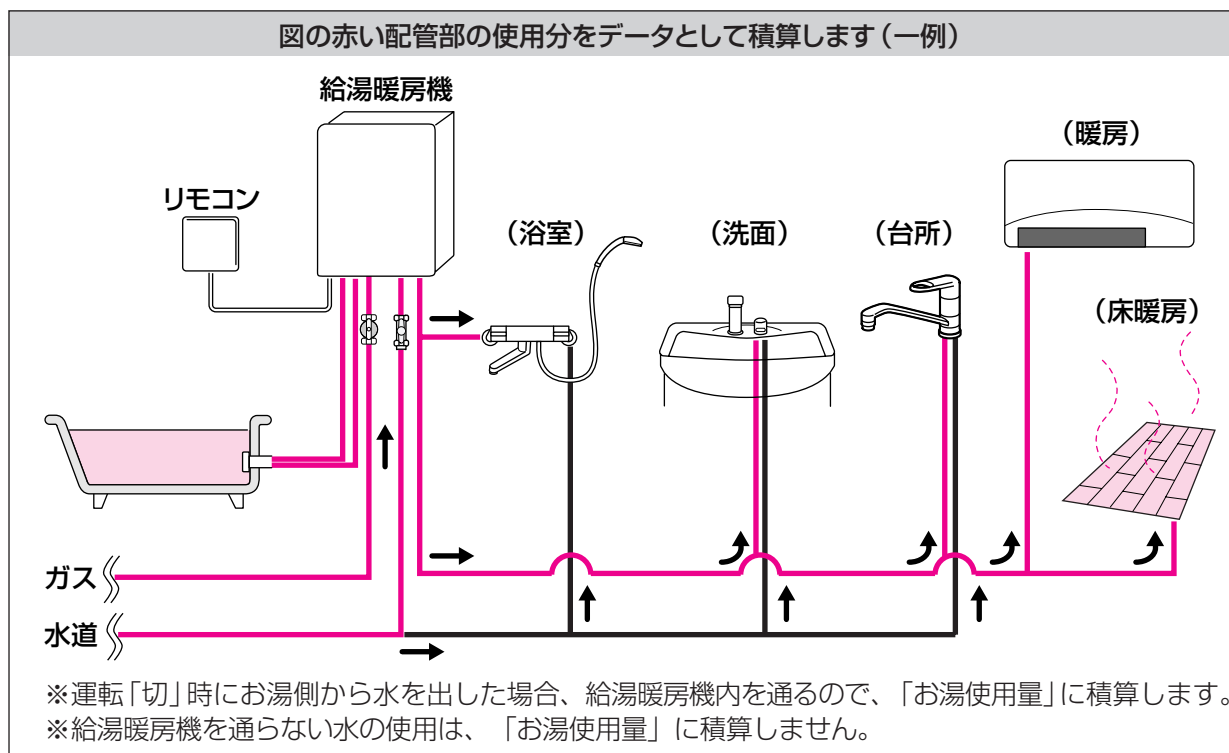 図の赤い配管部の使用分をデータとして積算します(一例)
給湯暖房機
(暖房)
リモコン
(浴室)
(洗面)
(台所)
(床暖房)
ガス
水道
※運転「切」時にお湯側から水を出した場合、給湯暖房機内を通るので、「お湯使用量」に積算します。
※給湯暖房機を通らない水の使用は、「お湯使用量」に積算しません。